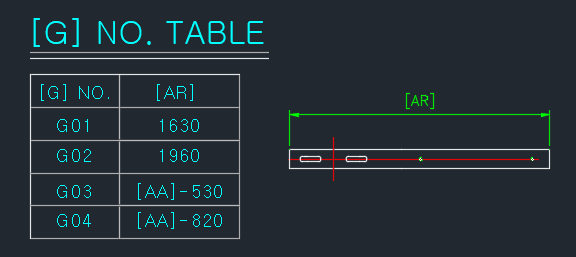 [G] NO. TABLE
[G] NO. [AR]
G01 1630
G02 1960
G03 [AA]-530
G04 [AA]-820
[AR]